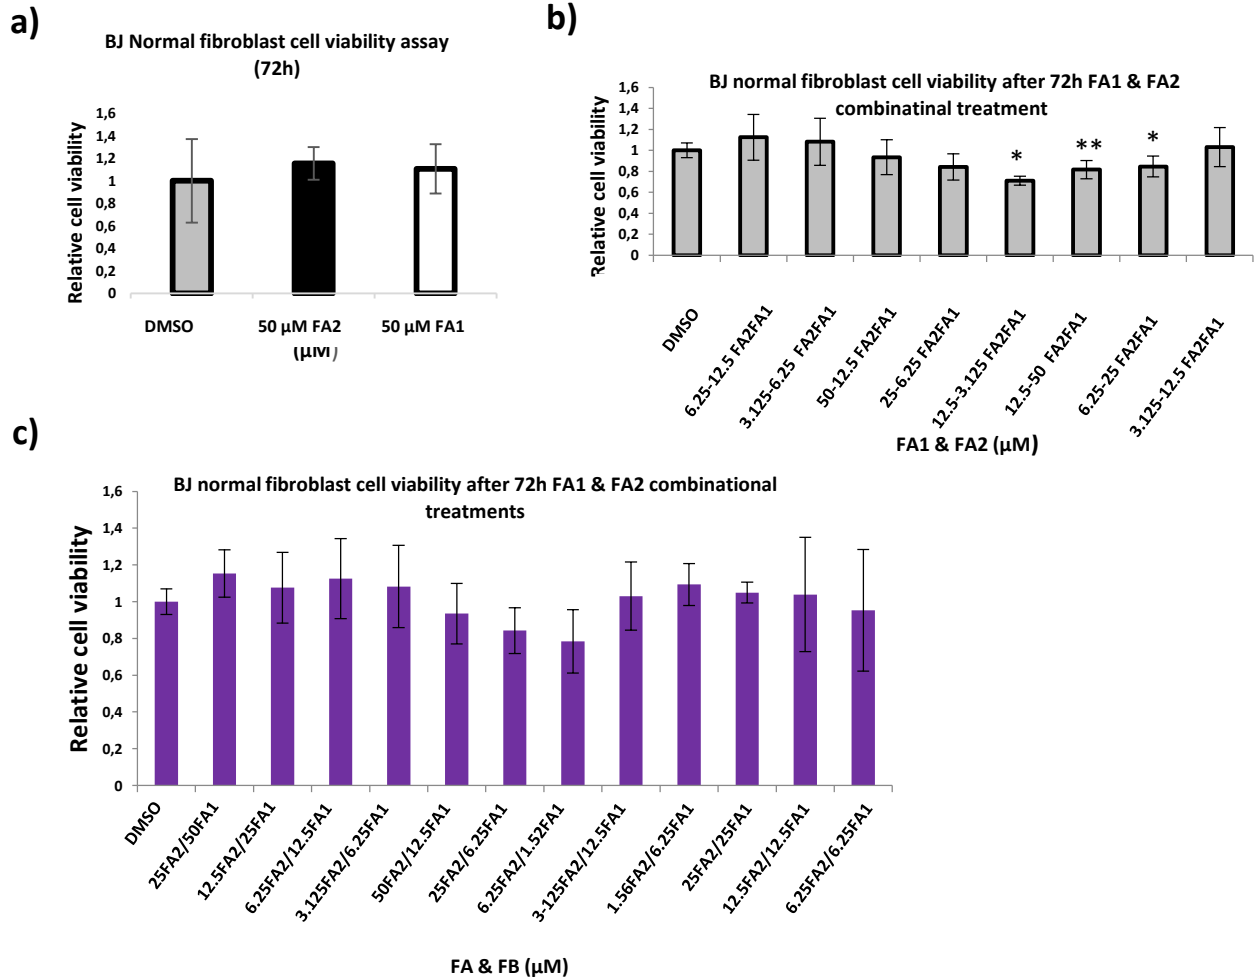 a)
BJ Normal fibroblast cell viability assay
(72h)
Relative cell viability
1,6
1,4
1,2
1
0,8
0,6
0,4
0,2
0
DMSO
50 µM FA2
50 µM FA1
(µM)
b)
BJ normal fibroblast cell viability after 72h FA1 & FA2
combinatinal treatment
Relative cell viability
1,6
1,4
1,2
1
0,8
0,6
0,4
0,2
0
*
**
*
DMSO
6.25-12.5 FA2FA1
3.125-6.25 FA2FA1
50-12.5 FA2FA1
25-6.25 FA2FA1
12.5-3.125 FA2FA1
12.5-50 FA2FA1
6.25-25 FA2FA1
3.125-12.5 FA2FA1
FA1 & FA2 (µM)
c)
BJ normal fibroblast cell viability after 72h FA1 & FA2 combinational
treatments
Relative cell viability
1,6
1,4
1,2
1
0,8
0,6
0,4
0,2
0
DMSO
25FA2/50FA1
12.5FA2/25FA1
6.25FA2/12.5FA1
3.125FA2/6.25FA1
50FA2/12.5FA1
25FA2/6.25FA1
6.25FA2/1.52FA1
3-125FA2/12.5FA1
1.56FA2/6.25FA1
25FA2/25FA1
12.5FA2/12.5FA1
6.25FA2/6.25FA1
FA & FB (µM)